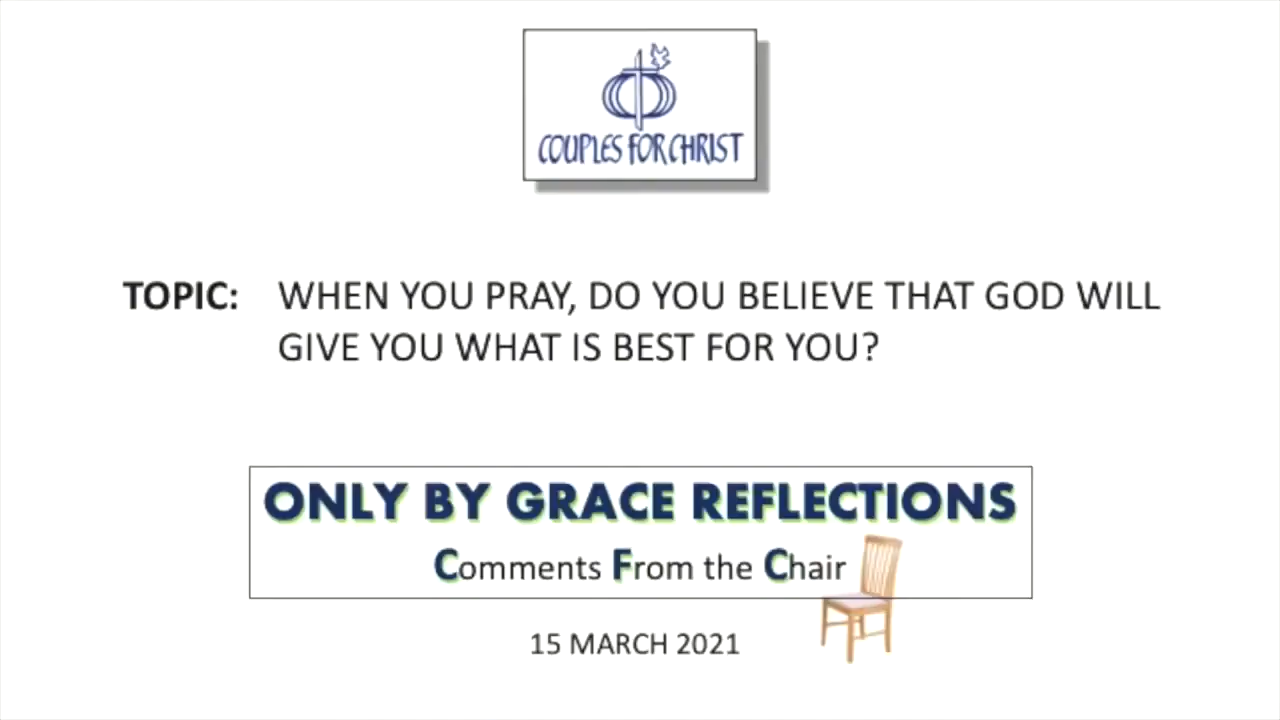 COUPLES FOR CHRIST
TOPIC: WHEN YOU PRAY, DO YOU BELIEVE THAT GOD WILL
GIVE YOU WHAT IS BEST FOR YOU?
ONLY BY GRACE REFLECTIONS
Comments From the Chair
15 MARCH 2021